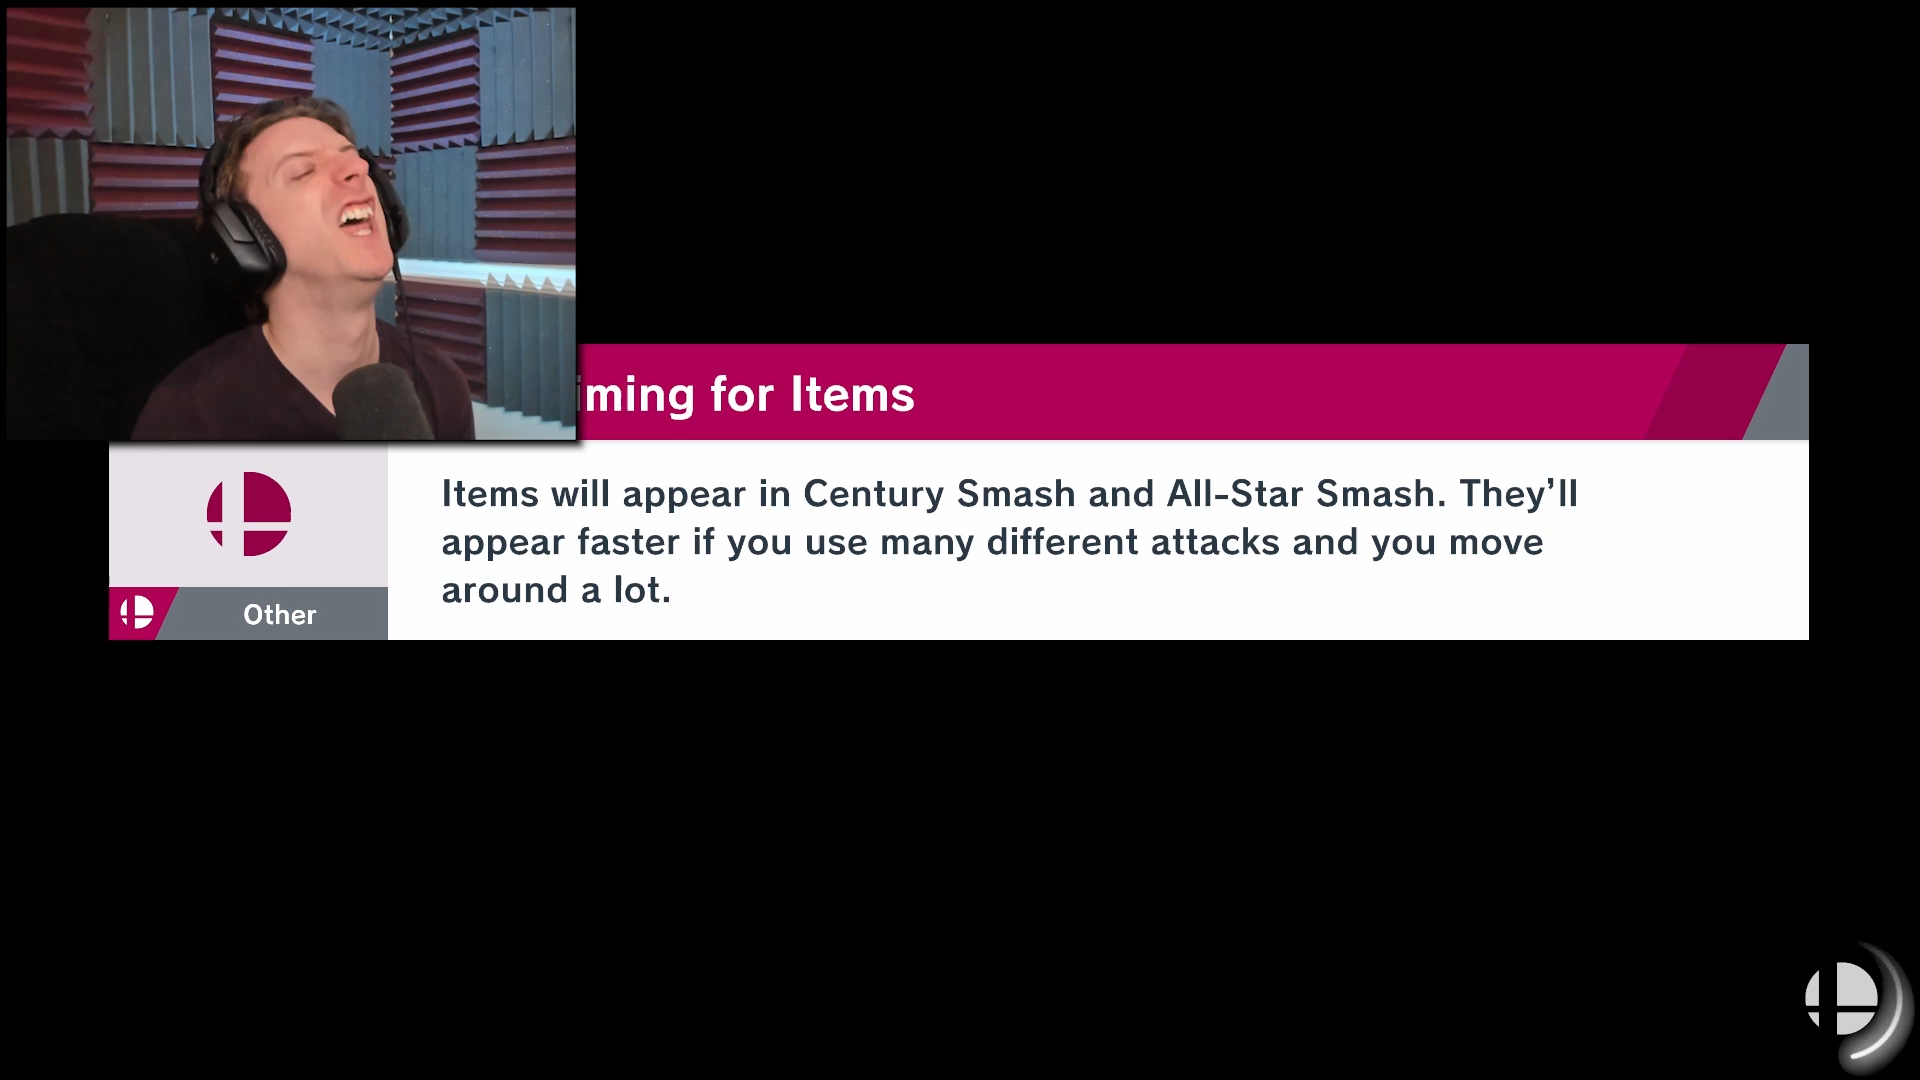 iming for Items
Items will appear in Century Smash and All-Star Smash. They'll
appear faster if you use many different attacks and you move
around a lot.
Other